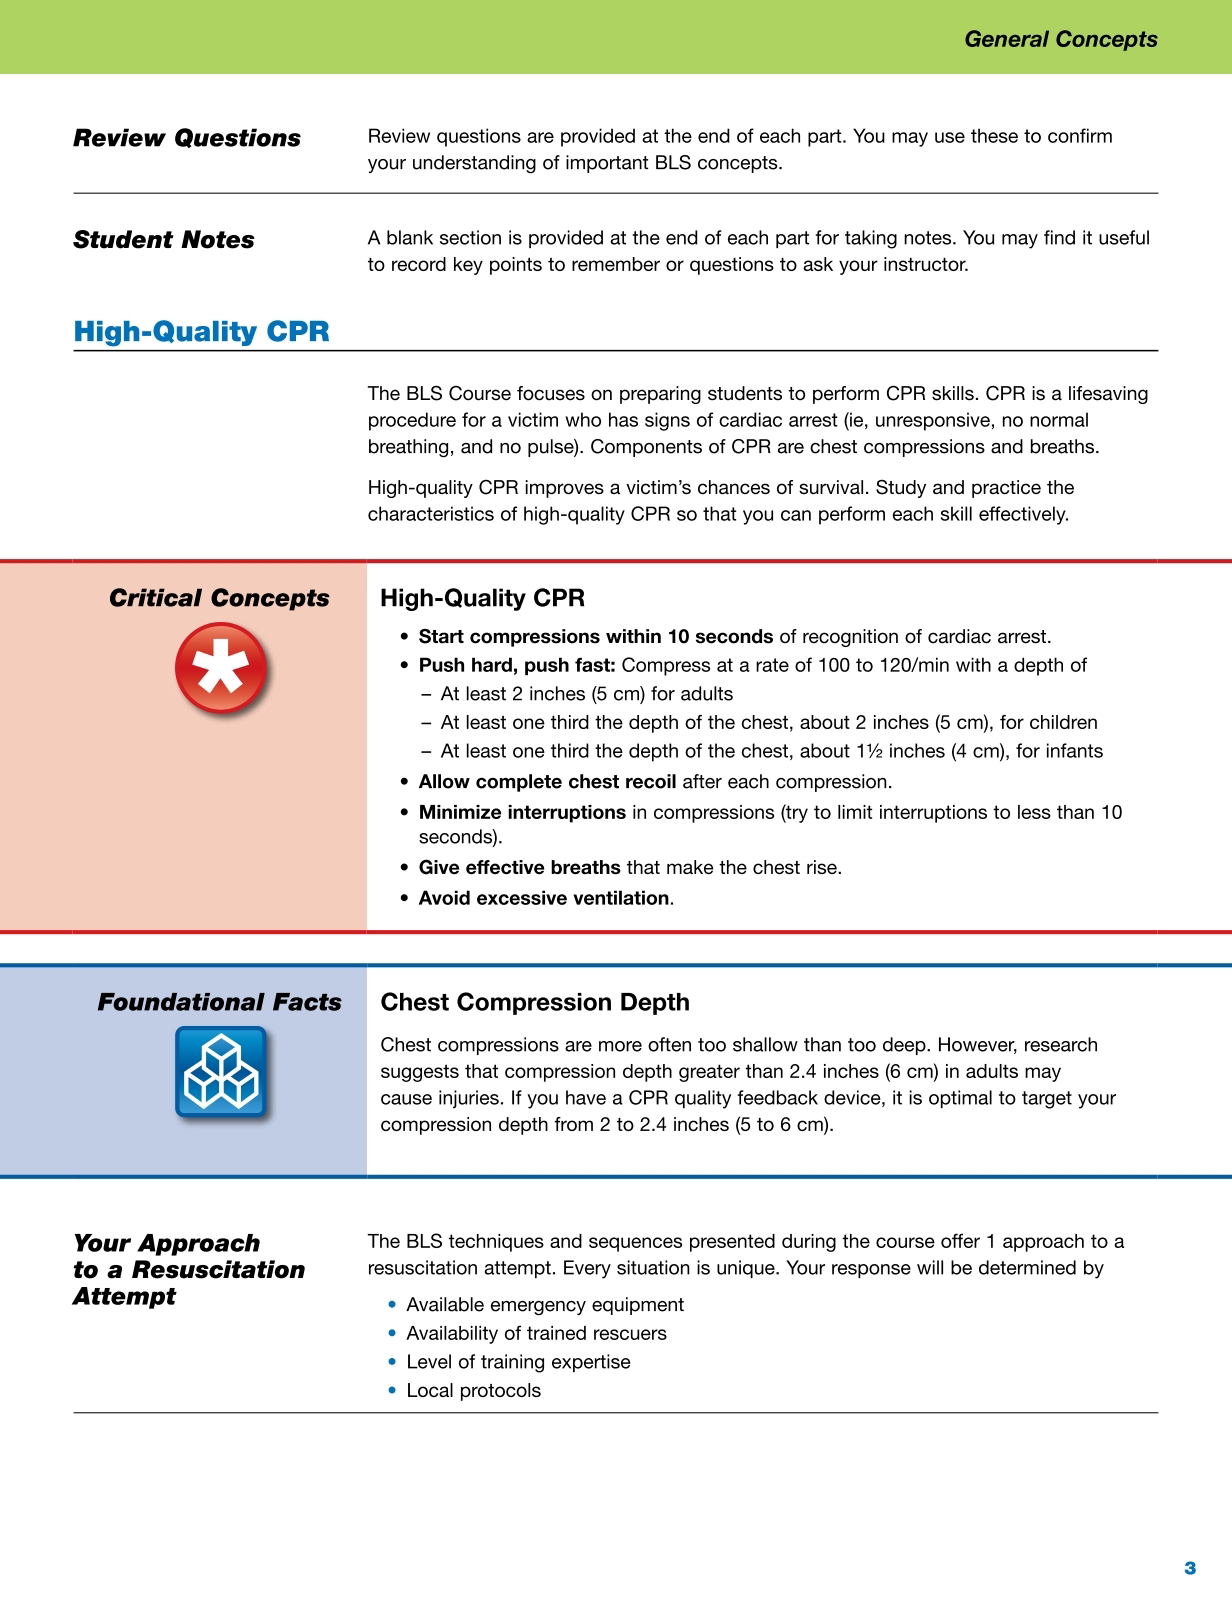 General Concepts
Review Questions
Review questions are provided at the end of each part. You may use these to confirm
your understanding of important BLS concepts.
Student Notes
A blank section is provided at the end of each part for taking notes. You may find it useful
to record key points to remember or questions to ask your instructor.
High-Quality CPR
The BLS Course focuses on preparing students to perform CPR skills. CPR is a lifesaving
procedure for a victim who has signs of cardiac arrest (ie, unresponsive, no normal
breathing, and no pulse). Components of CPR are chest compressions and breaths.
High-quality CPR improves a victim’s chances of survival. Study and practice the
characteristics of high-quality CPR so that you can perform each skill effectively.
Critical Concepts
High-Quality CPR
• Start compressions within 10 seconds of recognition of cardiac arrest.
• Push hard, push fast: Compress at a rate of 100 to 120/min with a depth of
– At least 2 inches (5 cm) for adults
– At least one third the depth of the chest, about 2 inches (5 cm), for children
– At least one third the depth of the chest, about 1½ inches (4 cm), for infants
• Allow complete chest recoil after each compression.
• Minimize interruptions in compressions (try to limit interruptions to less than 10
seconds).
• Give effective breaths that make the chest rise.
• Avoid excessive ventilation.
Foundational Facts
Chest Compression Depth
Chest compressions are more often too shallow than too deep. However, research
suggests that compression depth greater than 2.4 inches (6 cm) in adults may
cause injuries. If you have a CPR quality feedback device, it is optimal to target your
compression depth from 2 to 2.4 inches (5 to 6 cm).
Your Approach
to a Resuscitation
Attempt
The BLS techniques and sequences presented during the course offer 1 approach to a
resuscitation attempt. Every situation is unique. Your response will be determined by
• Available emergency equipment
• Availability of trained rescuers
• Level of training expertise
• Local protocols
3